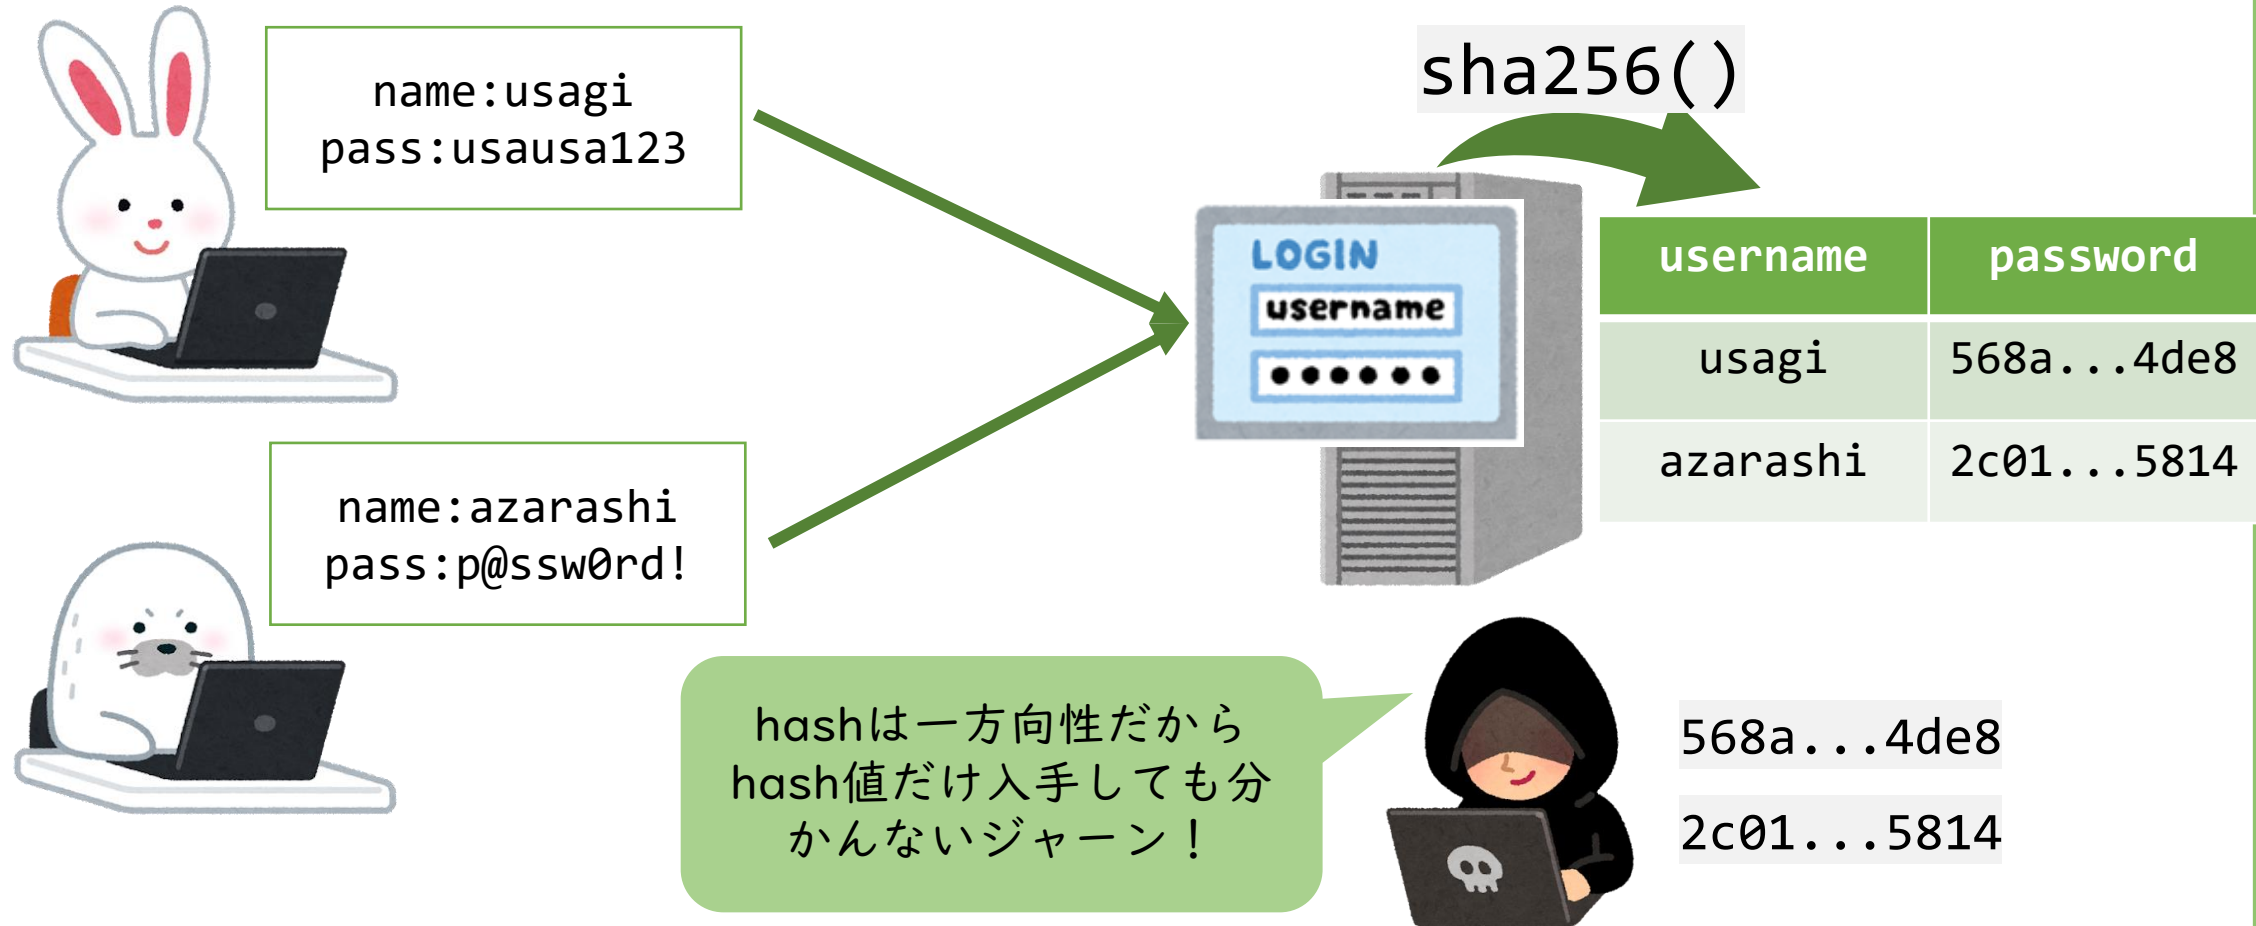 name:usagi
pass:usausa123
sha256()
LOGIN
username
username password
usagi 568a...4de8
azarashi 2c01...5814
name:azarashi
pass:p@ssw0rd!
hashは一方向性だから
hash値だけ入手しても分
かんないジャーン！
568a...4de8
2c01...5814